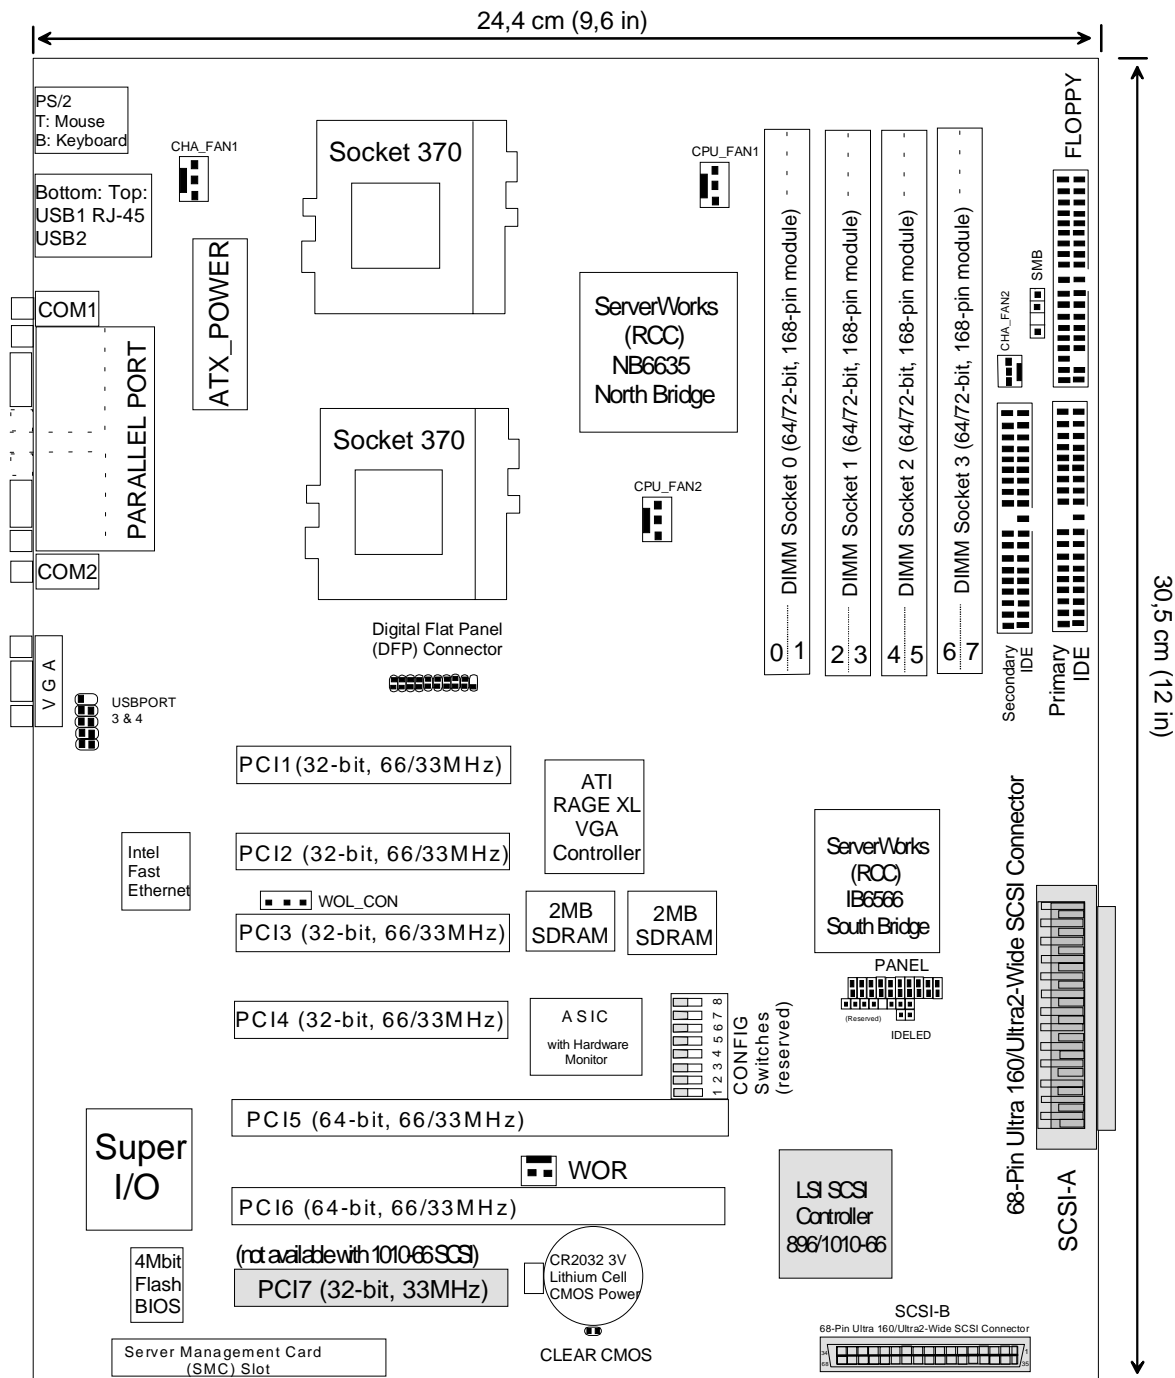 24,4 cm (9,6 in)
PS/2
T: Mouse
B: Keyboard
CHA_FAN1
Socket 370
CPU_FAN1
FLOPPY
Bottom: Top:
USB1 RJ-45
USB2
ATX_POWER
COM1
PARALLEL PORT
COM2
ServerWorks
(RCC)
NB6635
North Bridge
SMB
CHA_FAN2
Socket 370
CPU_FAN2
DIMM Socket 0 (64/72-bit, 168-pin module)
DIMM Socket 1 (64/72-bit, 168-pin module)
DIMM Socket 2 (64/72-bit, 168-pin module)
DIMM Socket 3 (64/72-bit, 168-pin module)
0 1
2 3
4 5
6 7
Secondary
IDE
Primary
IDE
30,5 cm (12 in)
Digital Flat Panel
(DFP) Connector
VGA
USBPORT
3 & 4
PCI1 (32-bit, 66/33MHz)
ATI
RAGE XL
VGA
Controller
Intel
Fast
Ethernet
PCI2 (32-bit, 66/33MHz)
WOL_CON
PCI3 (32-bit, 66/33MHz)
2MB
SDRAM
2MB
SDRAM
ServerWorks
(RCC)
IB6566
South Bridge
PANEL
(Reserved)
IDELED
68-Pin Ultra 160/Ultra2-Wide SCSI Connector
SCSI-A
PCI4 (32-bit, 66/33MHz)
ASIC
with Hardware
Monitor
1 2 3 4 5 6 7 8
CONFIG
Switches
(reserved)
PCI5 (64-bit, 66/33MHz)
Super
I/O
WOR
LSI SCSI
Controller
896/1010-66
PCI6 (64-bit, 66/33MHz)
(not available with 1010-66 SCSI)
4Mbit
Flash
BIOS
PCI7 (32-bit, 33MHz)
CR2032 3V
Lithium Cell
CMOS Power
CLEAR CMOS
Server Management Card
(SMC) Slot
SCSI-B
68-Pin Ultra 160/Ultra2-Wide SCSI Connector
34
68
1
35